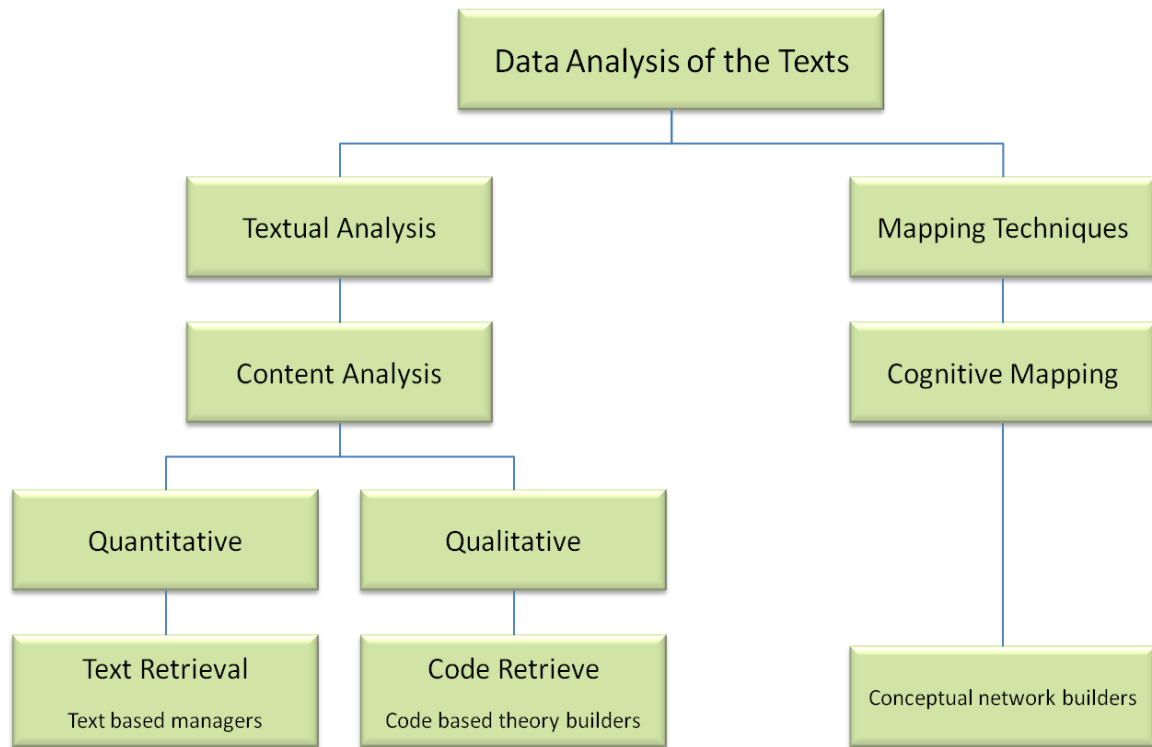 Data Analysis of the Texts
Textual Analysis
Mapping Techniques
Content Analysis
Cognitive Mapping
Quantitative
Qualitative
Text Retrieval
Text based managers
Code Retrieve
Code based theory builders
Conceptual network builders